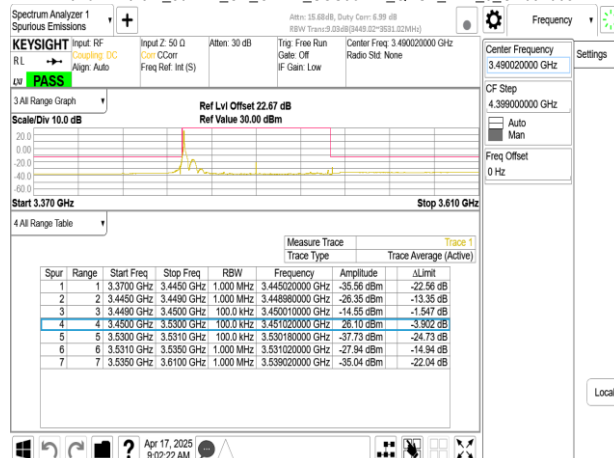 Spectrum Analyzer 1
Spurious Emissions
Attn: 15.68dB, Duty Corr: 6.99 dB
RBW Trans:9.03dB(3449.02~3531.02MHz)
Frequency
KEYSIGHT
Input: RF
Input Z: 50 Ω
Atten: 30 dB
Trig: Free Run
Center Freq: 3.490020000 GHz
RL
Coupling: DC
Corr CCorr
Gate: Off
Radio Std: None
Align: Auto
Freq Ref: Int (S)
IF Gain: Low
LXI
PASS
Center Frequency
3.490020000 GHz
Settings
CF Step
4.399000000 GHz
Auto
Man
Freq Offset
0 Hz
3 All Range Graph
Ref Lvl Offset 22.67 dB
Scale/Div 10.0 dB
Ref Value 30.00 dBm
20.0
0.00
-20.0
-40.0
-60.0
Start 3.370 GHz
Stop 3.610 GHz
4 All Range Table
Measure Trace Trace 1
Trace Type Trace Average (Active)
Spur Range Start Freq Stop Freq RBW Frequency Amplitude ΔLimit
1 1 3.3700 GHz 3.4450 GHz 1.000 MHz 3.445020000 GHz -35.56 dBm -22.56 dB
2 2 3.4450 GHz 3.4490 GHz 1.000 MHz 3.448980000 GHz -26.35 dBm -13.35 dB
3 3 3.4490 GHz 3.4500 GHz 100.0 kHz 3.450010000 GHz -14.55 dBm -1.547 dB
4 4 3.4500 GHz 3.5300 GHz 100.0 kHz 3.451020000 GHz 26.10 dBm -3.902 dB
5 5 3.5300 GHz 3.5310 GHz 100.0 kHz 3.530180000 GHz -37.73 dBm -24.73 dB
6 6 3.5310 GHz 3.5350 GHz 1.000 MHz 3.531020000 GHz -27.94 dBm -14.94 dB
7 7 3.5350 GHz 3.6100 GHz 1.000 MHz 3.539020000 GHz -35.04 dBm -22.04 dB
Local
?
Apr 17, 2025
9:02:22 AM